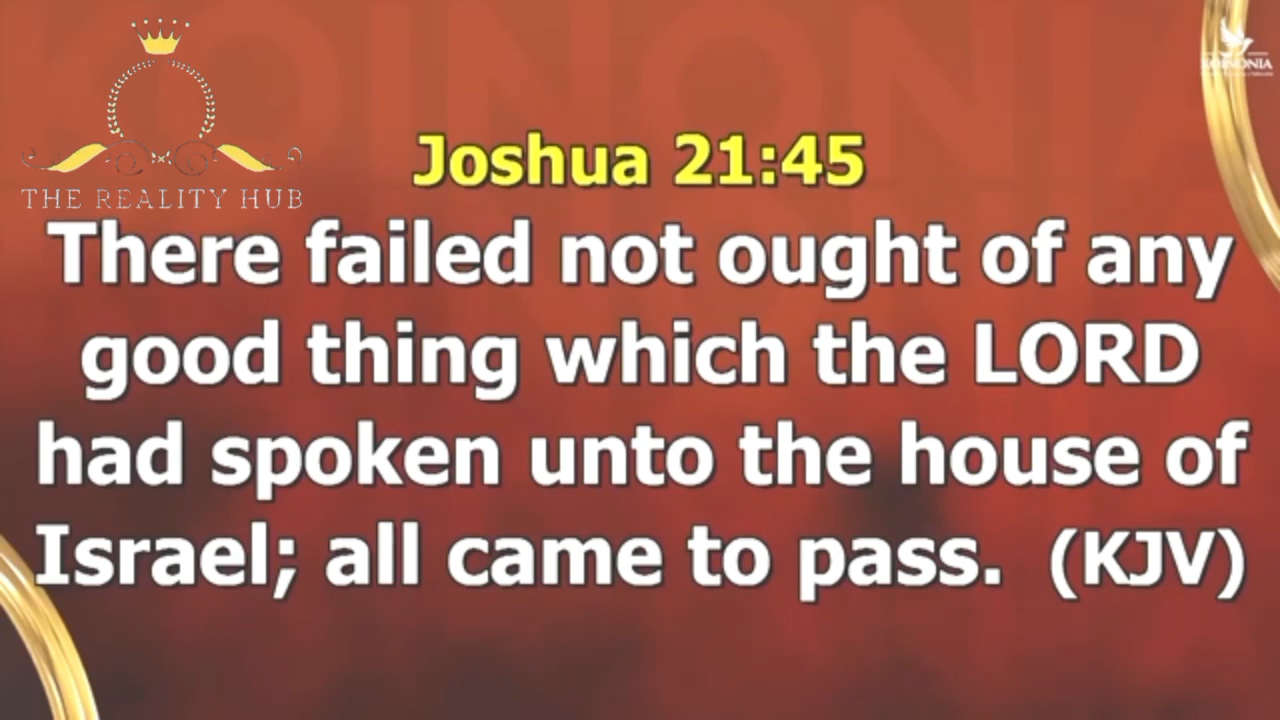 THE REALITY HUB
KOINONIA
Joshua 21:45
There failed not ought of any
good thing which the LORD
had spoken unto the house of
Israel; all came to pass. (KJV)